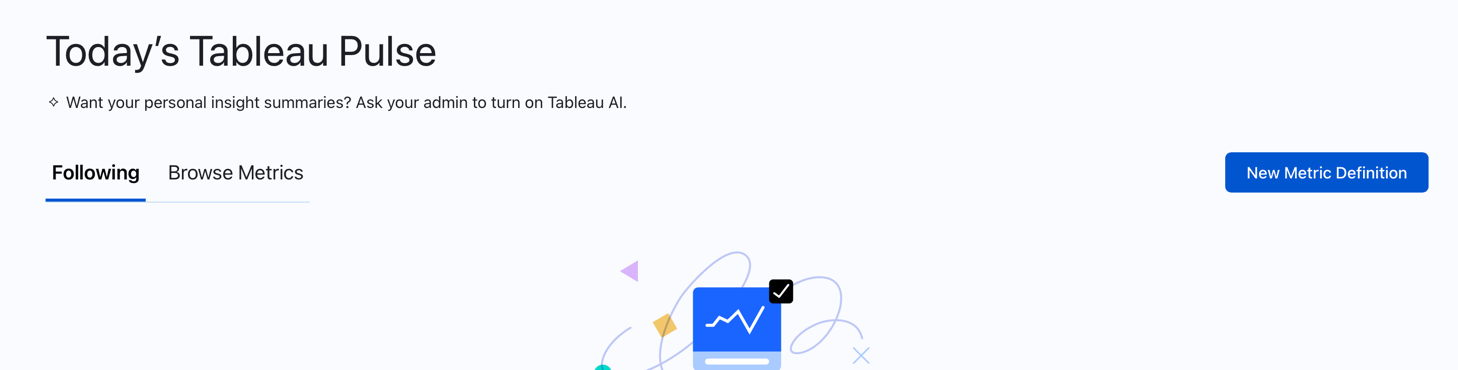 Today’s Tableau Pulse
Want your personal insight summaries? Ask your admin to turn on Tableau AI.
Following Browse Metrics New Metric Definition